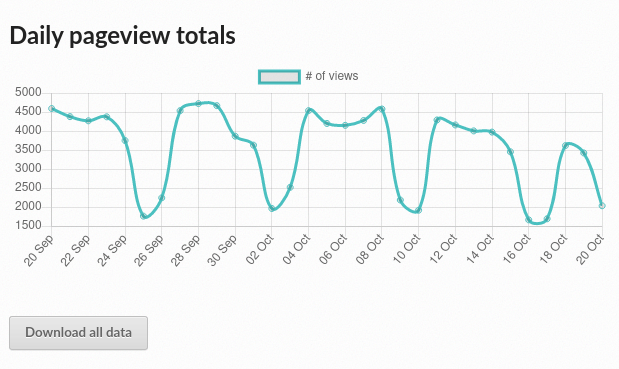 Daily pageview totals
# of views
5000
4500
4000
3500
3000
2500
2000
1500
20 Sep
22 Sep
24 Sep
26 Sep
28 Sep
30 Sep
02 Oct
04 Oct
06 Oct
08 Oct
10 Oct
12 Oct
14 Oct
16 Oct
18 Oct
20 Oct
Download all data